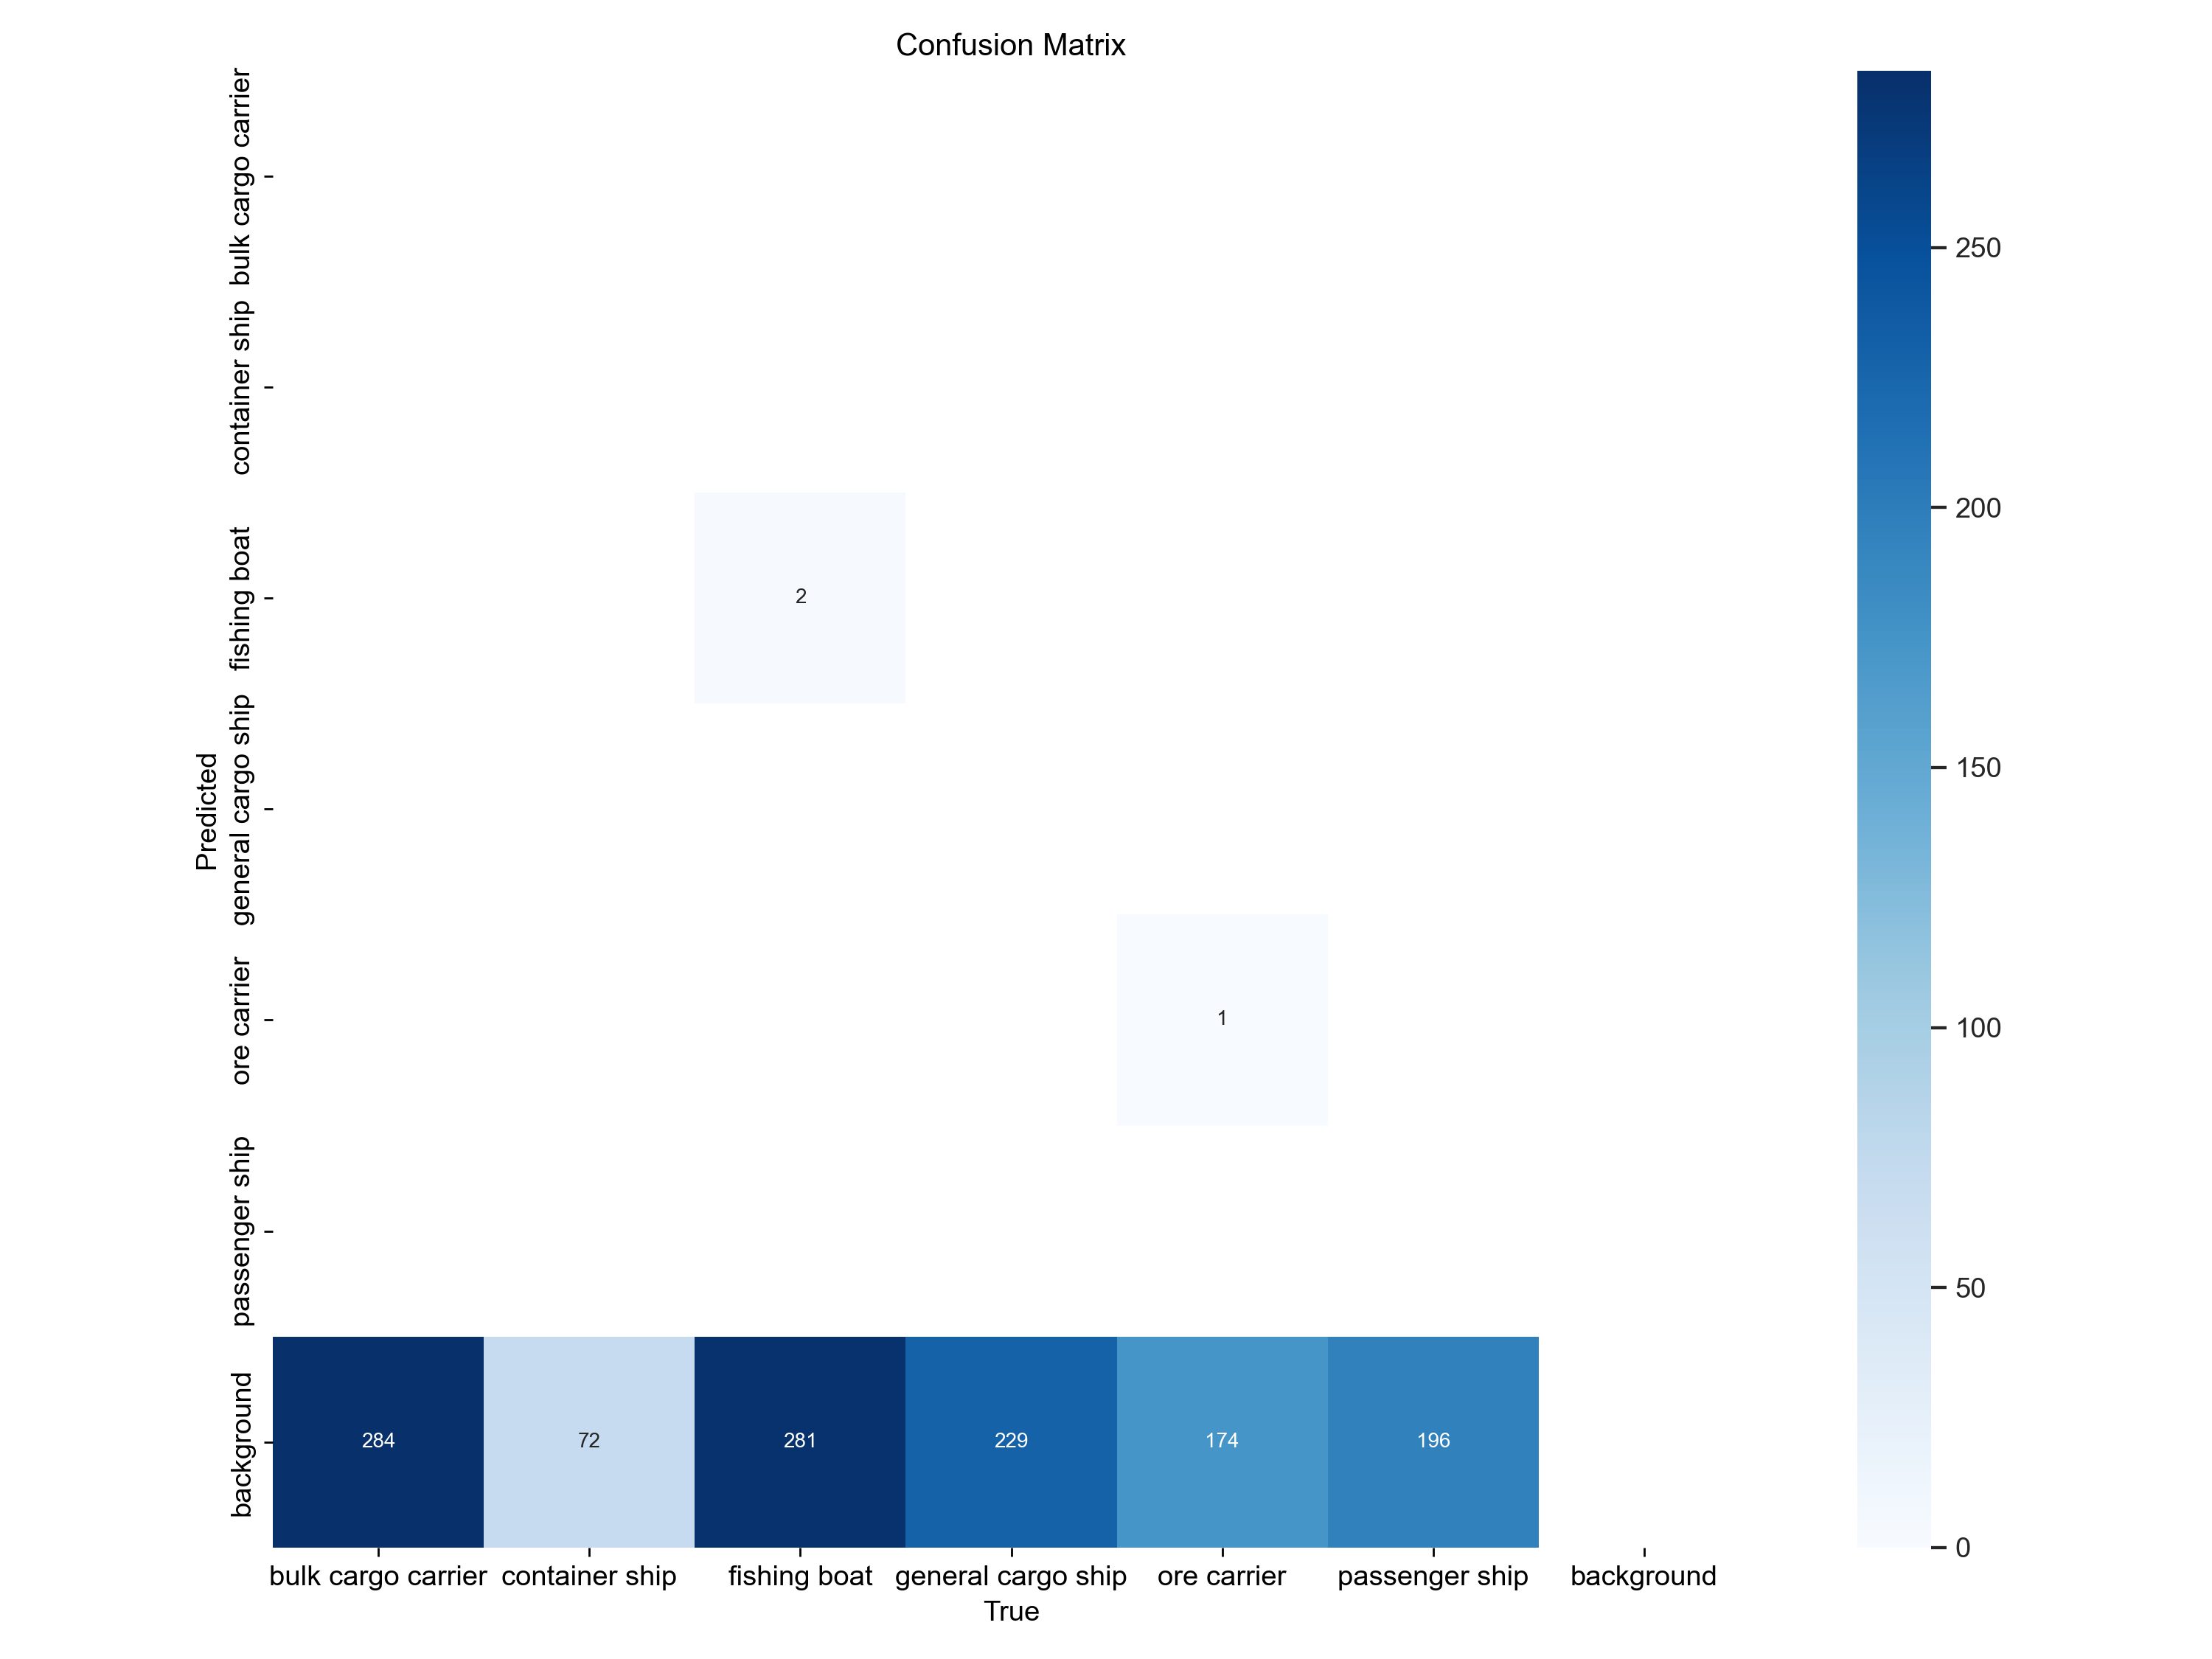 Confusion Matrix
bulk cargo carrier
container ship
fishing boat
general cargo ship
ore carrier
passenger ship
background
Predicted
2
1
284 72 281 229 174 196
bulk cargo carrier container ship fishing boat general cargo ship ore carrier passenger ship background
True
250
200
150
100
50
0